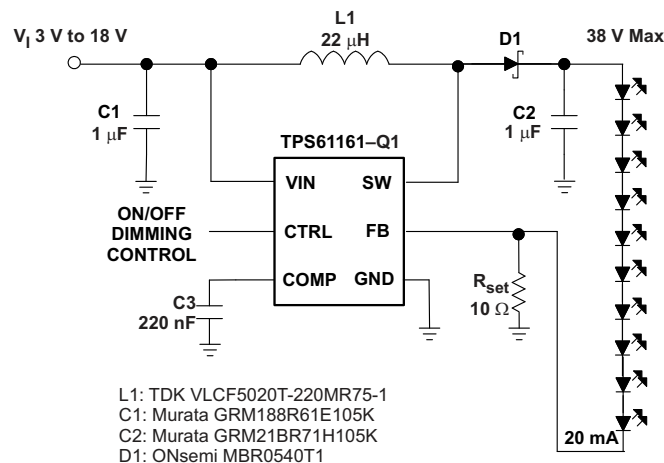 L1
22 μH
D1
38 V Max
VI 3 V to 18 V
C1
1 μF
C2
1 μF
TPS61161–Q1
VIN
SW
ON/OFF
DIMMING
CONTROL
CTRL
FB
COMP
GND
C3
220 nF
Rset
10 Ω
20 mA
L1: TDK VLCF5020T-220MR75-1
C1: Murata GRM188R61E105K
C2: Murata GRM21BR71H105K
D1: ONsemi MBR0540T1